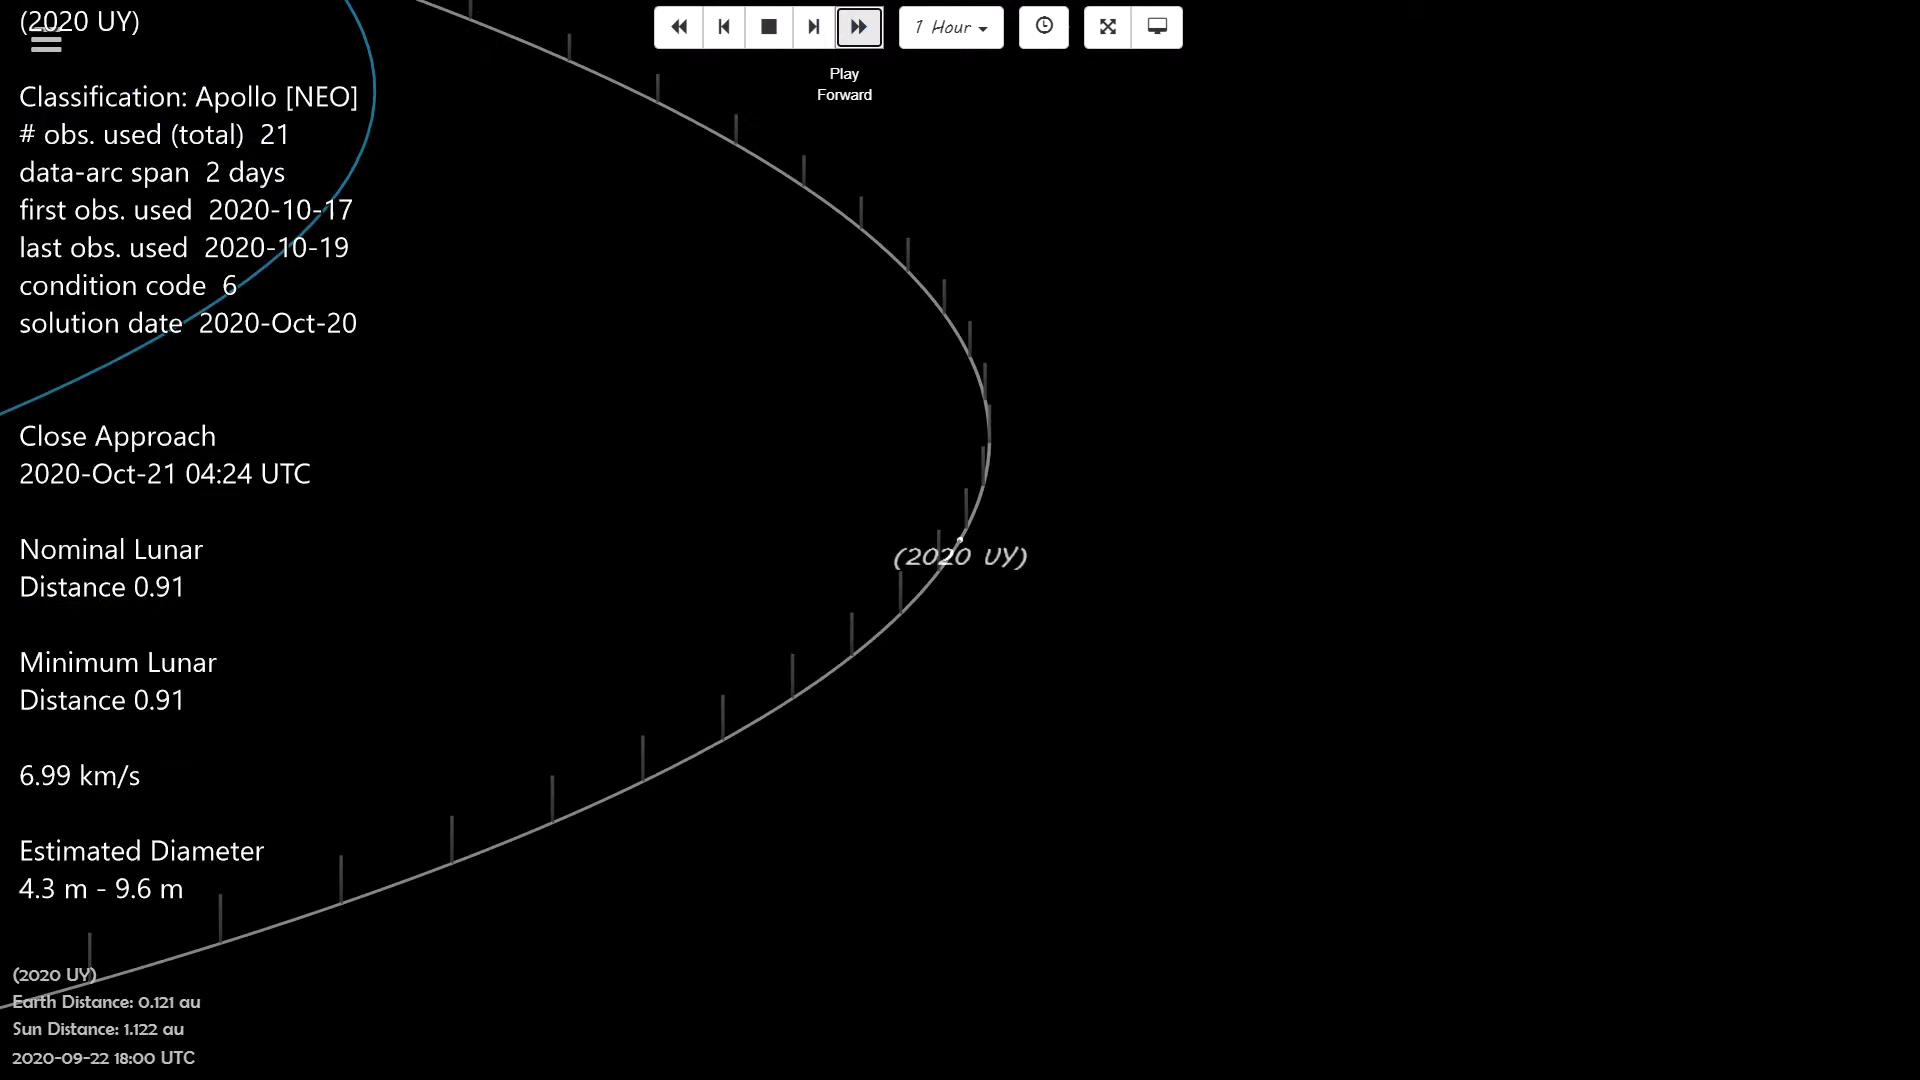 (2020 UY)
Classification: Apollo [NEO]
# obs. used (total) 21
data-arc span 2 days
first obs. used 2020-10-17
last obs. used 2020-10-19
condition code 6
solution date 2020-Oct-20
Close Approach
2020-Oct-21 04:24 UTC
Nominal Lunar
Distance 0.91
Minimum Lunar
Distance 0.91
6.99 km/s
Estimated Diameter
4.3 m - 9.6 m
(2020 UY)
Earth Distance: 0.121 au
Sun Distance: 1.122 au
2020-09-22 18:00 UTC
1 Hour
Play
Forward
(2020 UY)